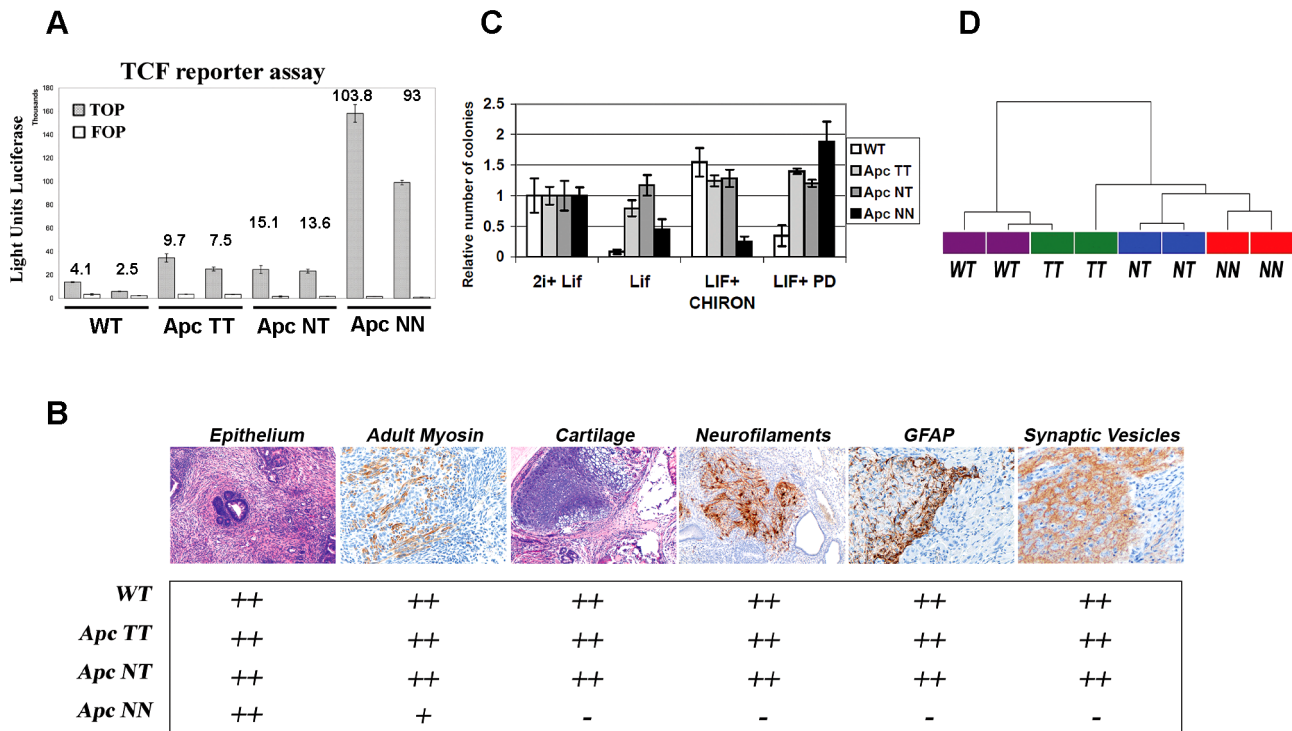 A
TCF reporter assay
Light Units Luciferase
Thousands
180
160
140
120
100
80
60
40
20
0
TOP
FOP
4.1
2.5
9.7
7.5
15.1
13.6
103.8
93
WT
Apc TT
Apc NT
Apc NN
C
Relative number of colonies
2.5
2
1.5
1
0.5
0
2i+ Lif
Lif
LIF+
CHIRON
LIF+ PD
WT
Apc TT
Apc NT
Apc NN
D
WT WT TT TT NT NT NN NN
B
Epithelium Adult Myosin Cartilage Neurofilaments GFAP Synaptic Vesicles
WT ++ ++ ++ ++ ++ ++
Apc TT ++ ++ ++ ++ ++ ++
Apc NT ++ ++ ++ ++ ++ ++
Apc NN ++ + - - - -